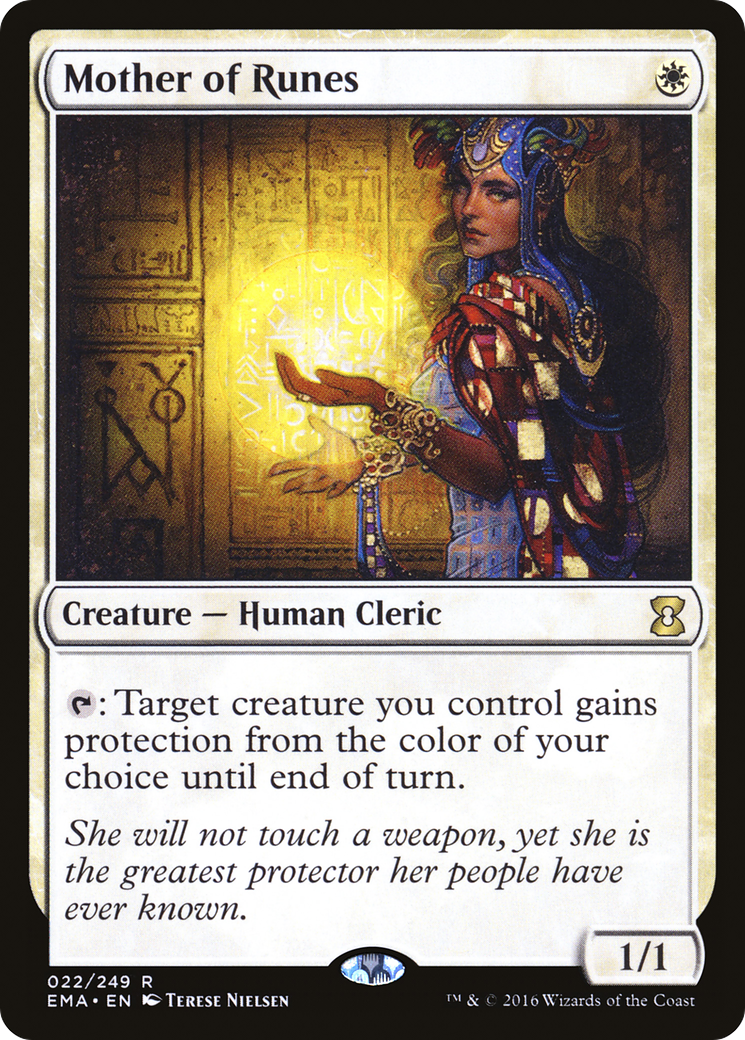 Mother of Runes
Creature — Human Cleric
: Target creature you control gains
protection from the color of your
choice until end of turn.
She will not touch a weapon, yet she is
the greatest protector her people have
ever known.
1/1
022/249 R
EMA • EN Terese Nielsen
™ & © 2016 Wizards of the Coast